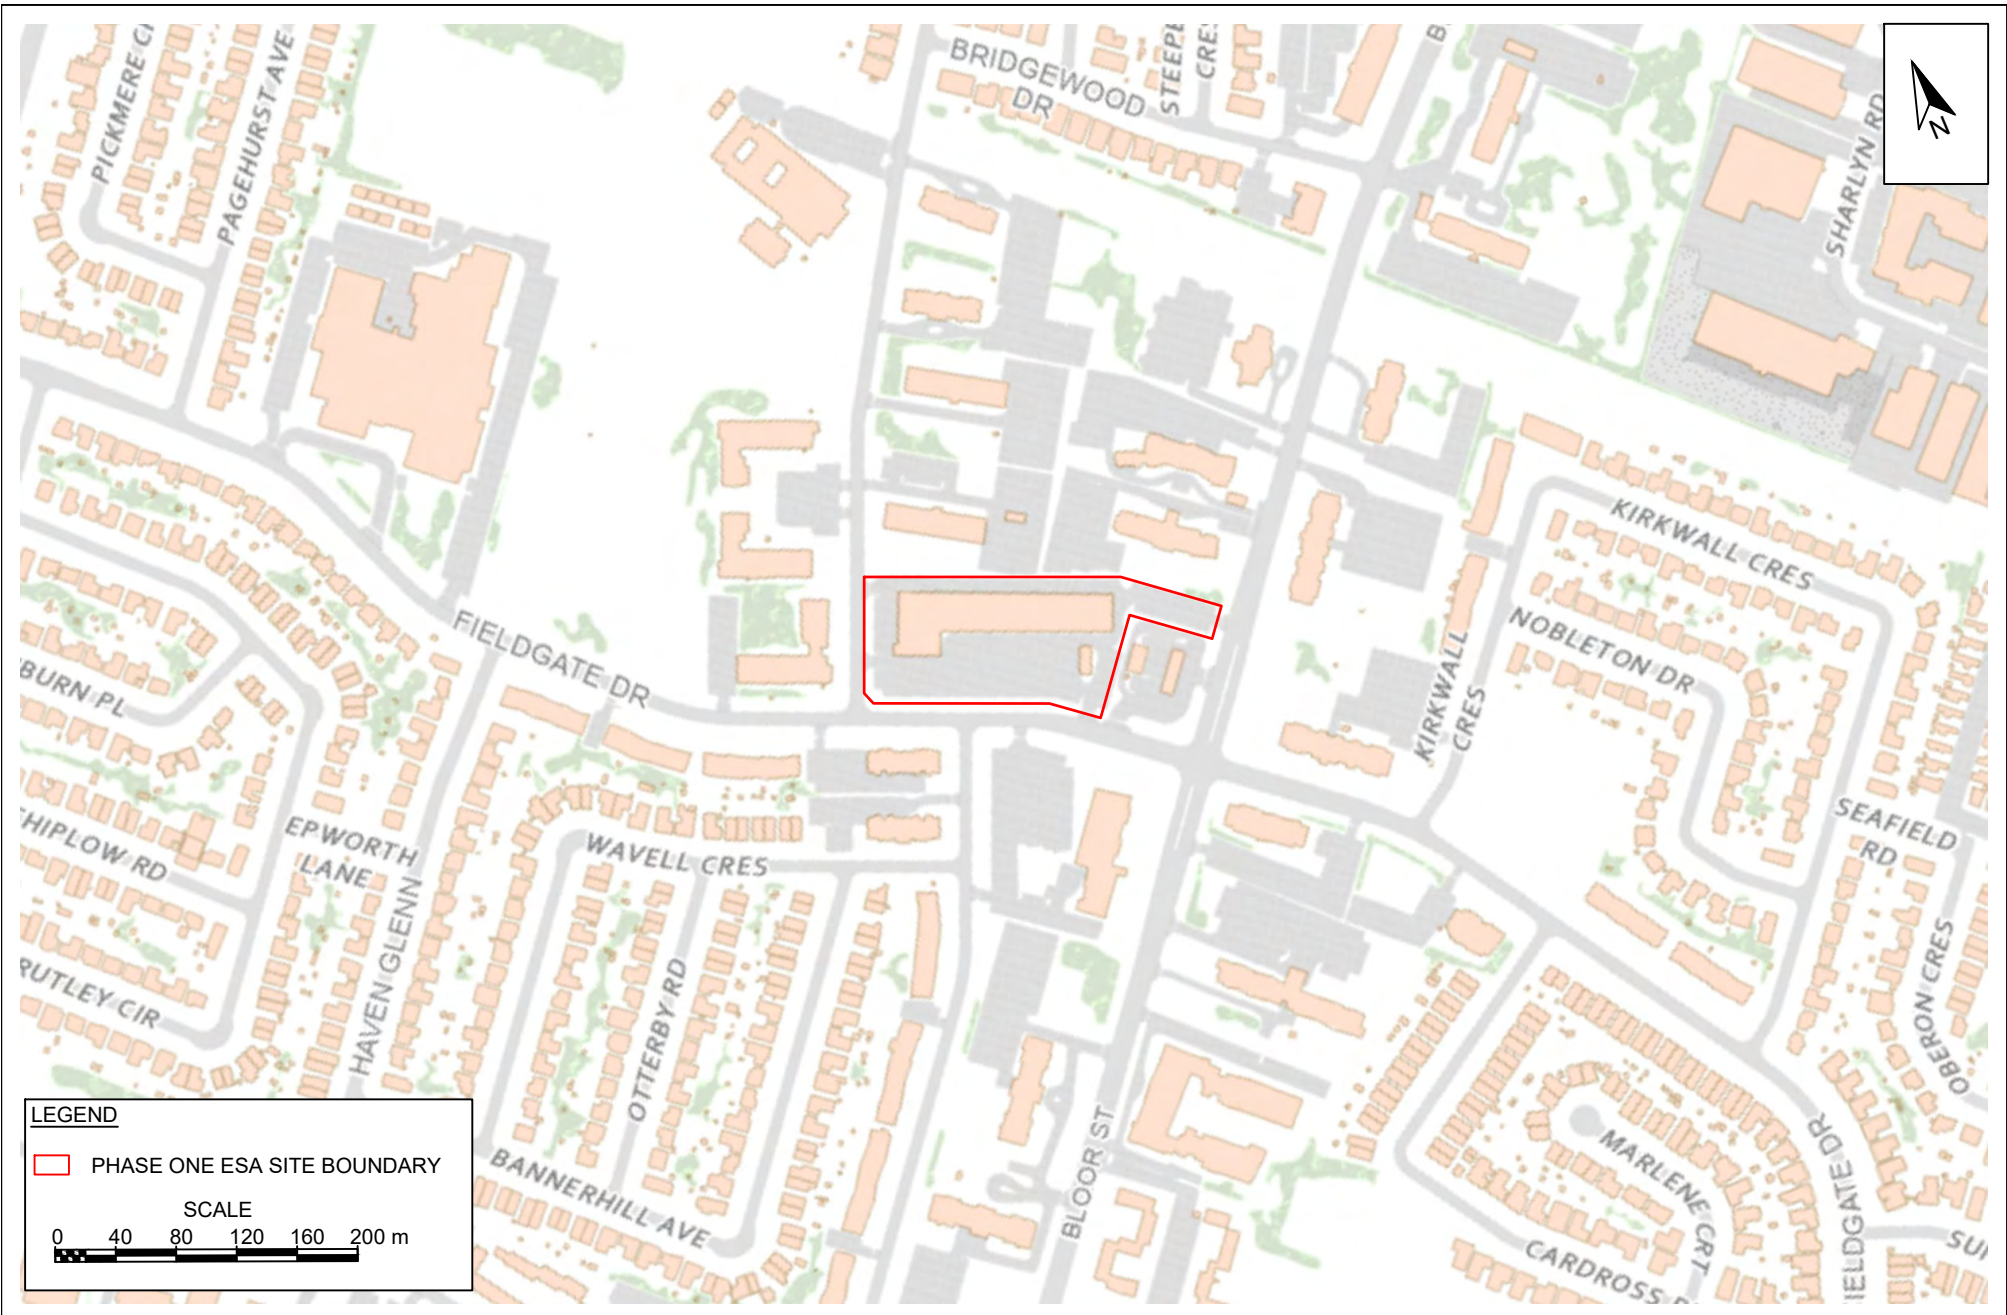 PICKMERE
PAGEHURST AVE
BRIDGEWOOD
DR
CRES
SHARLYN RD
N
KIRKWALL CRES
NOBLETON DR
KIRKWALL
CRES
FIELDGATE DR
BURN PL
SEAFIELD
RD
EPWORTH
LANE
WAVELL CRES
HIPLOW RD
HAVEN GLENN
RUTLEY CIR
OTTERBY RD
OBERON CRES
BANNERHILL AVE
BLOOR ST
MARLENE CRT
CARDROSS
FIELDGATE DR
LEGEND
PHASE ONE ESA SITE BOUNDARY
SCALE
0 40 80 120 160 200 m